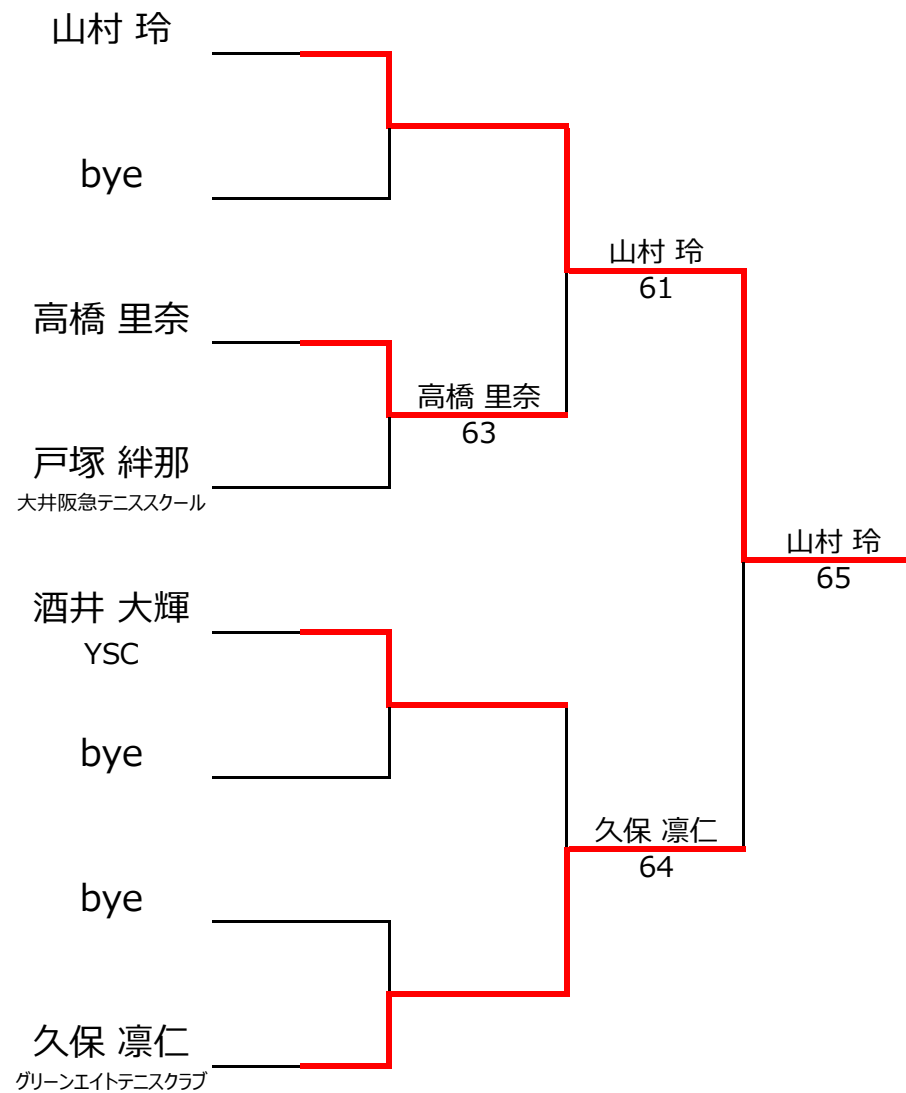 山村 玲
bye
山村 玲
61
高橋 里奈
高橋 里奈
63
戸塚 絆那
大井阪急テニススクール
山村 玲
65
酒井 大輝
YSC
bye
久保 凛仁
64
bye
久保 凛仁
グリーンエイトテニスクラブ